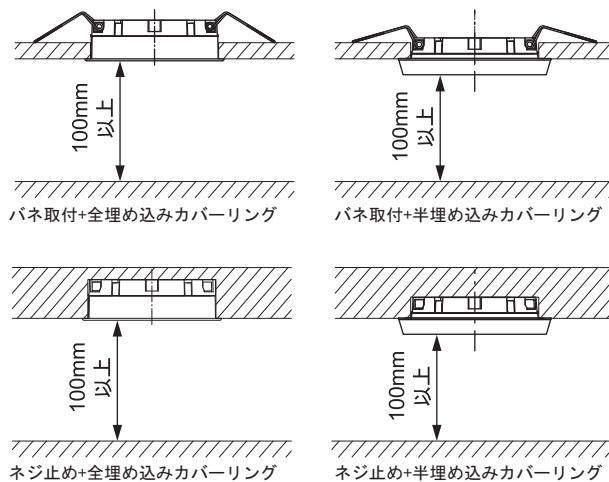 100mm
以上
100mm
以上
バネ取付+全埋め込みカバーリング
バネ取付+半埋め込みカバーリング
100mm
以上
100mm
以上
ネジ止め+全埋め込みカバーリング
ネジ止め+半埋め込みカバーリング